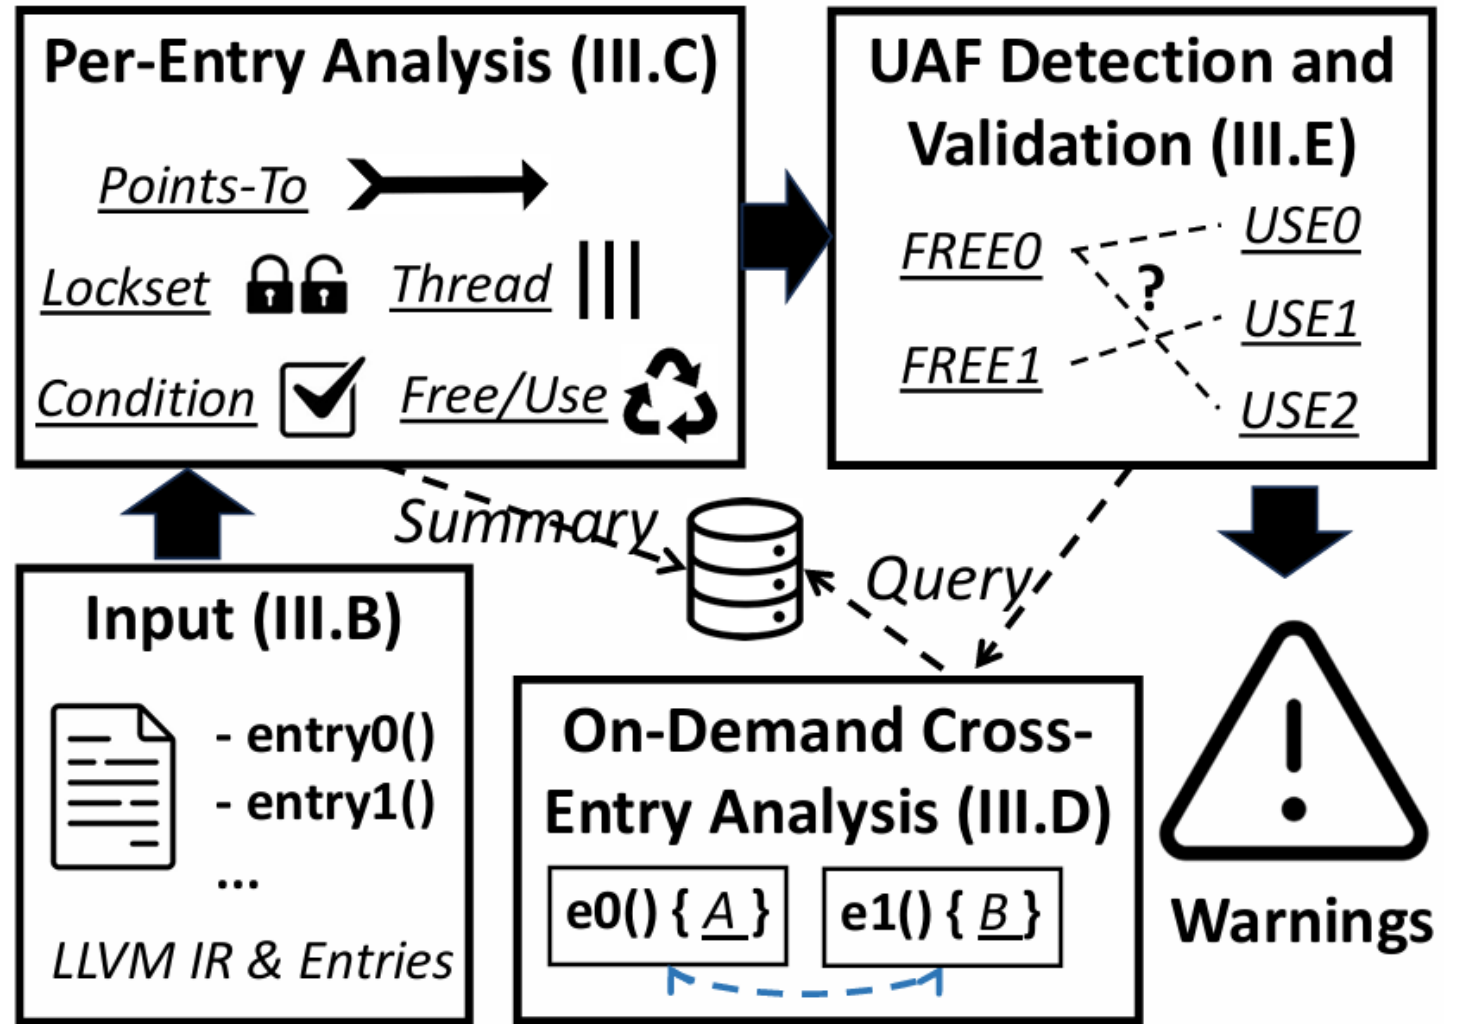 Per-Entry Analysis (III.C)
Points-To
Lockset
Thread
Condition
Free/Use
UAF Detection and
Validation (III.E)
FREE0
FREE1
?
USE0
USE1
USE2
Summary
Query
Input (III.B)
- entry0()
- entry1()
...
LLVM IR & Entries
On-Demand Cross-
Entry Analysis (III.D)
e0() { A }
e1() { B }
Warnings